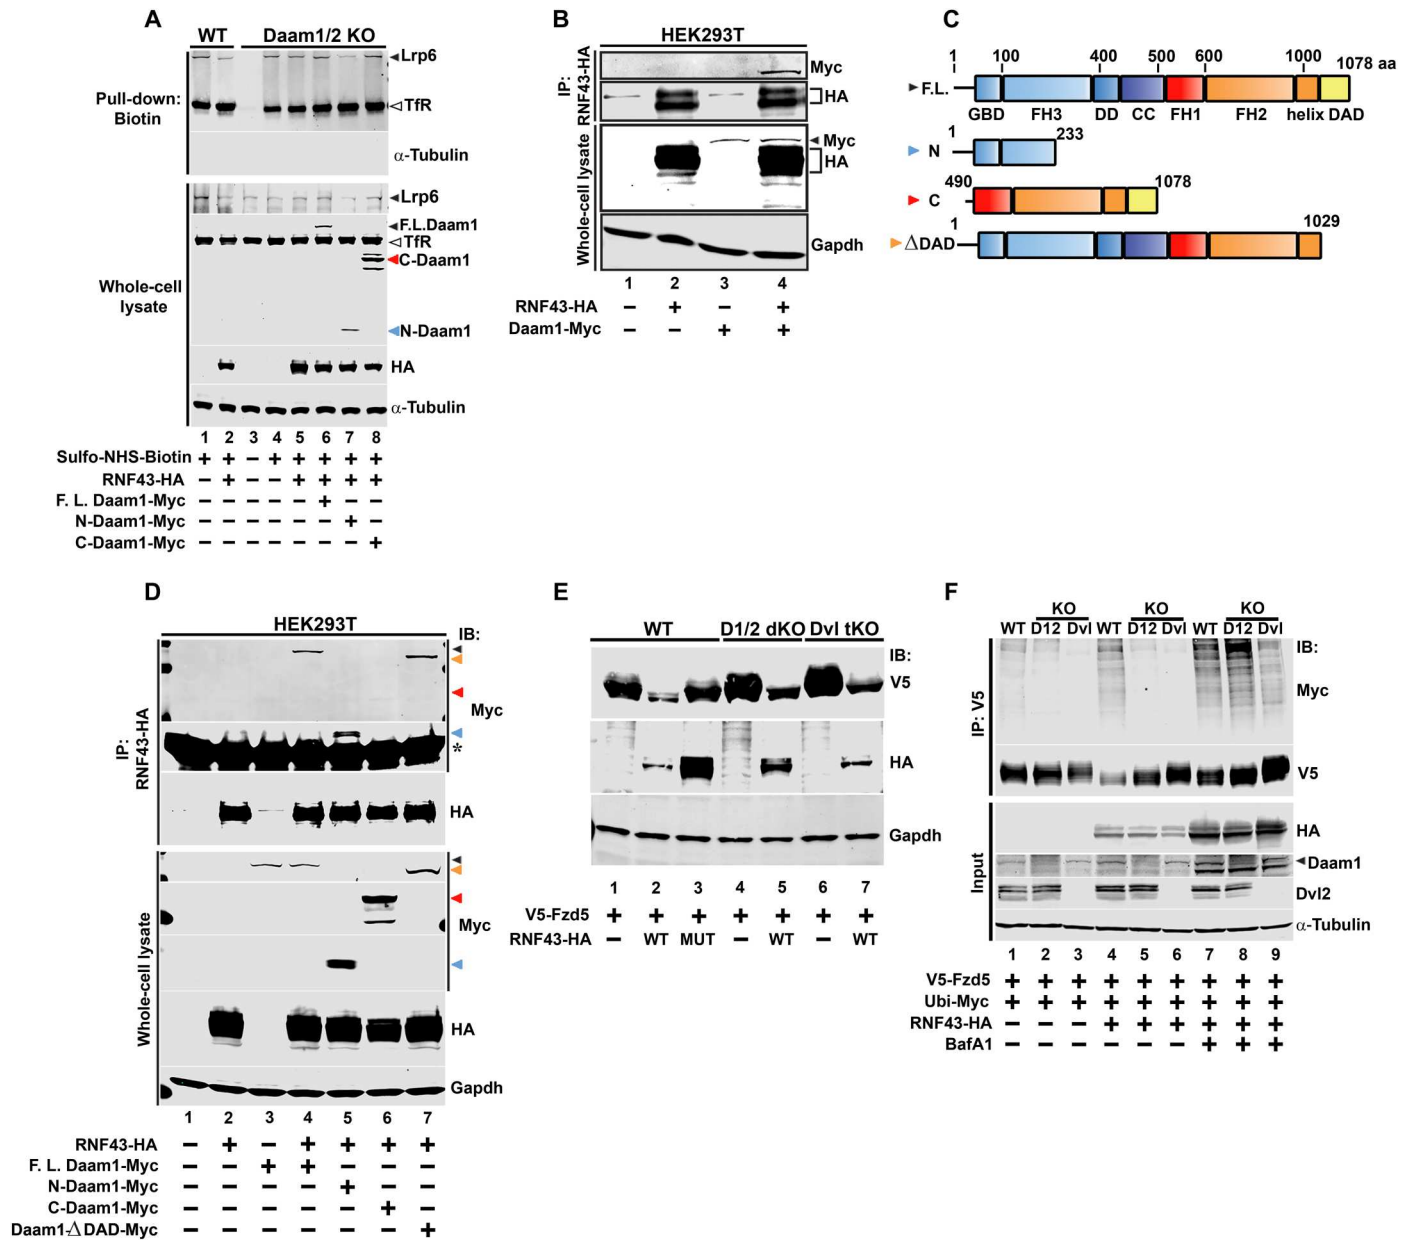 A
WT Daam1/2 KO
Pull-down:
Biotin
Lrp6
TfR
α-Tubulin
Whole-cell
lysate
Lrp6
F.L.Daam1
TfR
C-Daam1
N-Daam1
HA
α-Tubulin
1 2 3 4 5 6 7 8
Sulfo-NHS-Biotin + + − + + + + +
RNF43-HA − + − − + + + +
F. L. Daam1-Myc − − − − − + − −
N-Daam1-Myc − − − − − − + −
C-Daam1-Myc − − − − − − − +
B
HEK293T
IP:
RNF43-HA
Myc
HA
Whole-cell lysate
Myc
HA
Gapdh
1 2 3 4
RNF43-HA − + − +
Daam1-Myc − − + +
C
1 100 400 500 600 1000 1078 aa
F.L.
GBD FH3 DD CC FH1 FH2 helix DAD
1 233
N
490 1078
C
1 1029
ΔDAD
D
HEK293T
IB:
IP:
RNF43-HA
Myc
*
HA
Whole-cell lysate
Myc
HA
Gapdh
1 2 3 4 5 6 7
RNF43-HA − + − + + + +
F. L. Daam1-Myc − − + + − − −
N-Daam1-Myc − − − − + − −
C-Daam1-Myc − − − − − + −
Daam1-ΔDAD-Myc − − − − − − +
E
WT D1/2 dKO Dvl tKO
IB:
V5
HA
Gapdh
1 2 3 4 5 6 7
V5-Fzd5 + + + + + + +
RNF43-HA − WT MUT − WT − WT
F
KO KO KO
WT D12 Dvl WT D12 Dvl WT D12 Dvl
IP: V5
IB:
Myc
V5
Input
HA
Daam1
Dvl2
α-Tubulin
1 2 3 4 5 6 7 8 9
V5-Fzd5 + + + + + + + + +
Ubi-Myc + + + + + + + + +
RNF43-HA − − − + + + + + +
BafA1 − − − − − − + + +